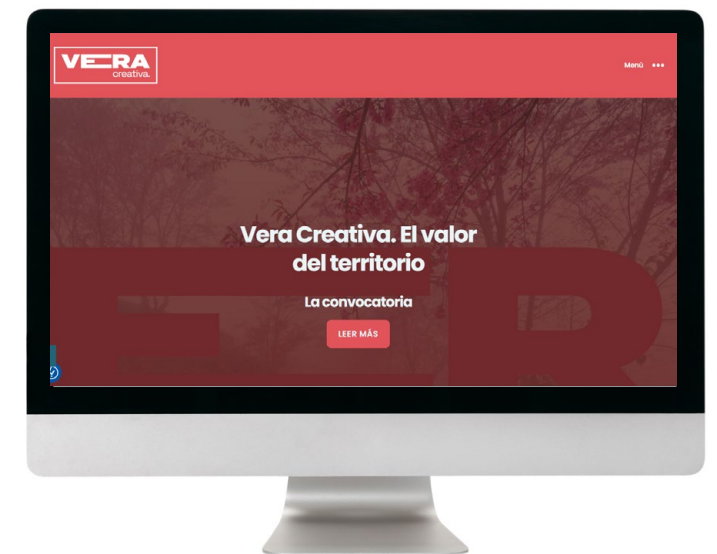 VERA
creativa.
Menú
Vera Creativa. El valor
del territorio
La convocatoria
LEER MÁS